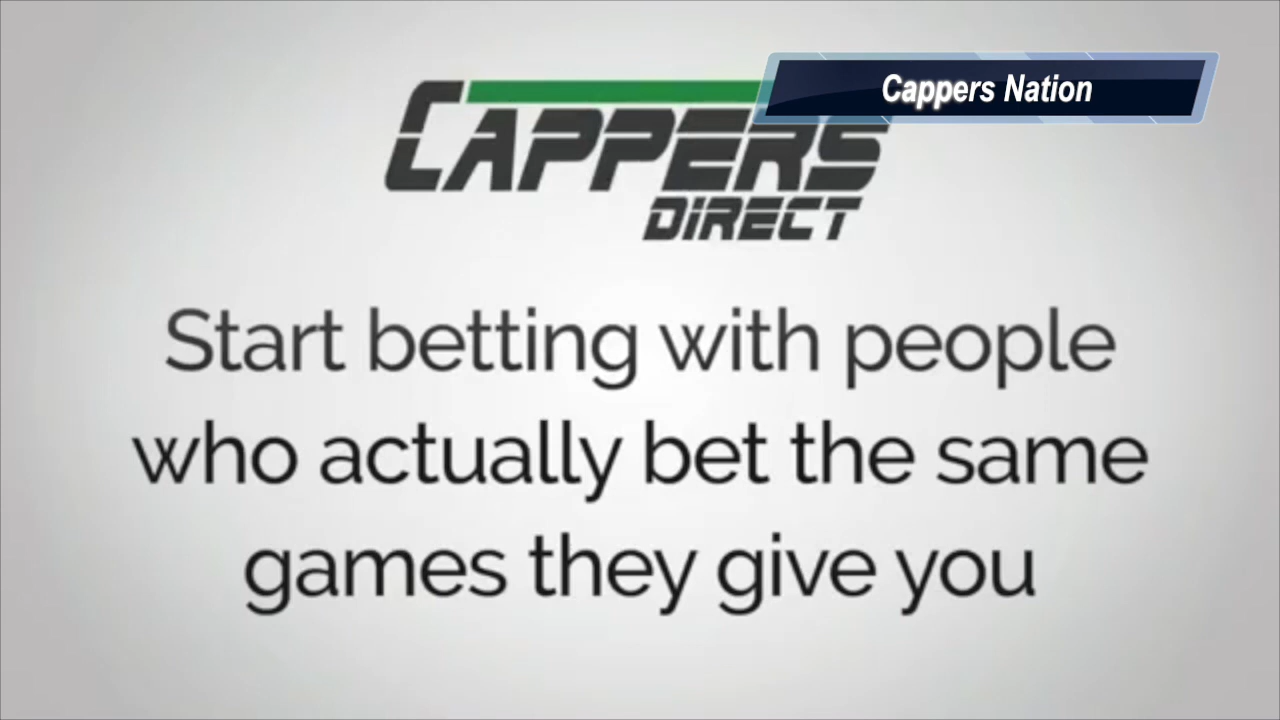 Cappers Nation
CAPPERS
DIRECT
Start betting with people
who actually bet the same
games they give you